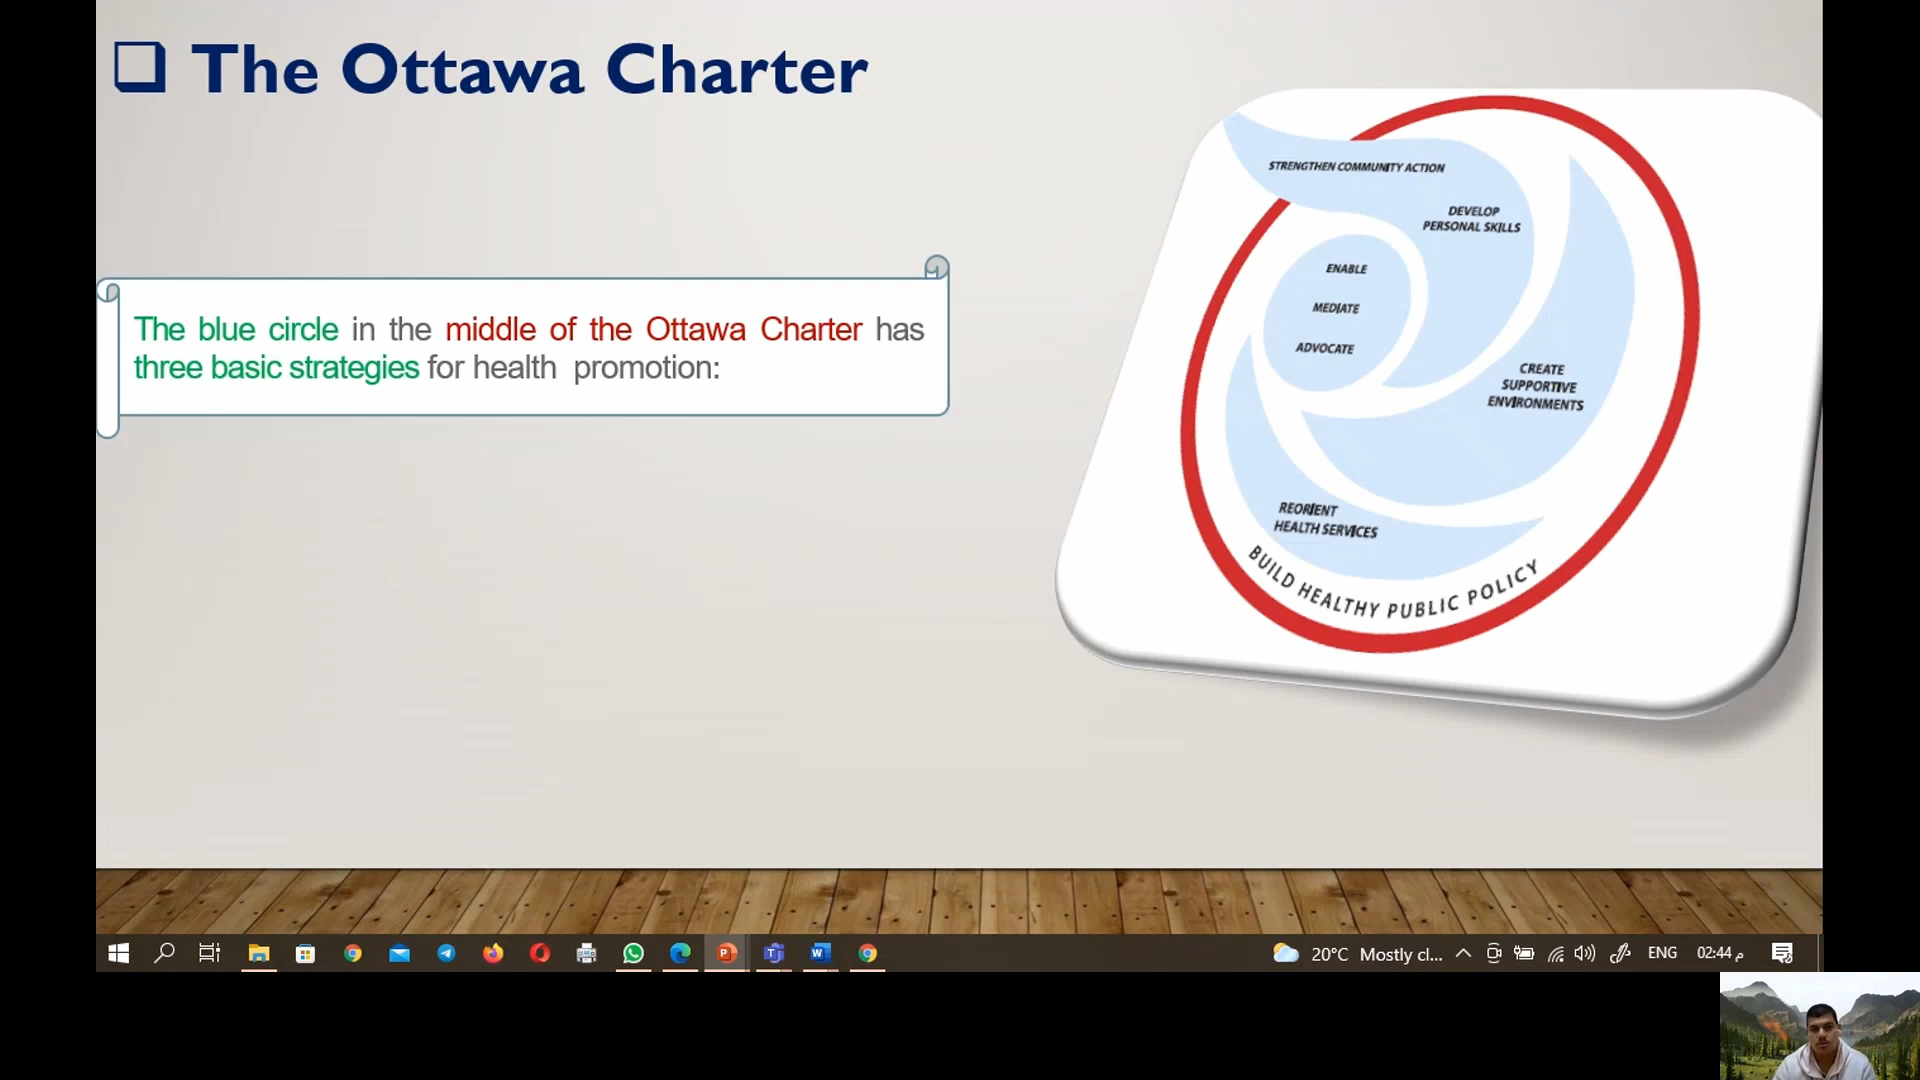 The Ottawa Charter
The blue circle in the middle of the Ottawa Charter has
three basic strategies for health promotion:
STRENGTHEN COMMUNITY ACTION
DEVELOP
PERSONAL SKILLS
ENABLE
MEDIATE
ADVOCATE
CREATE
SUPPORTIVE
ENVIRONMENTS
REORIENT
HEALTH SERVICES
BUILD HEALTHY PUBLIC POLICY
20°C Mostly cl... ENG 02:44 م